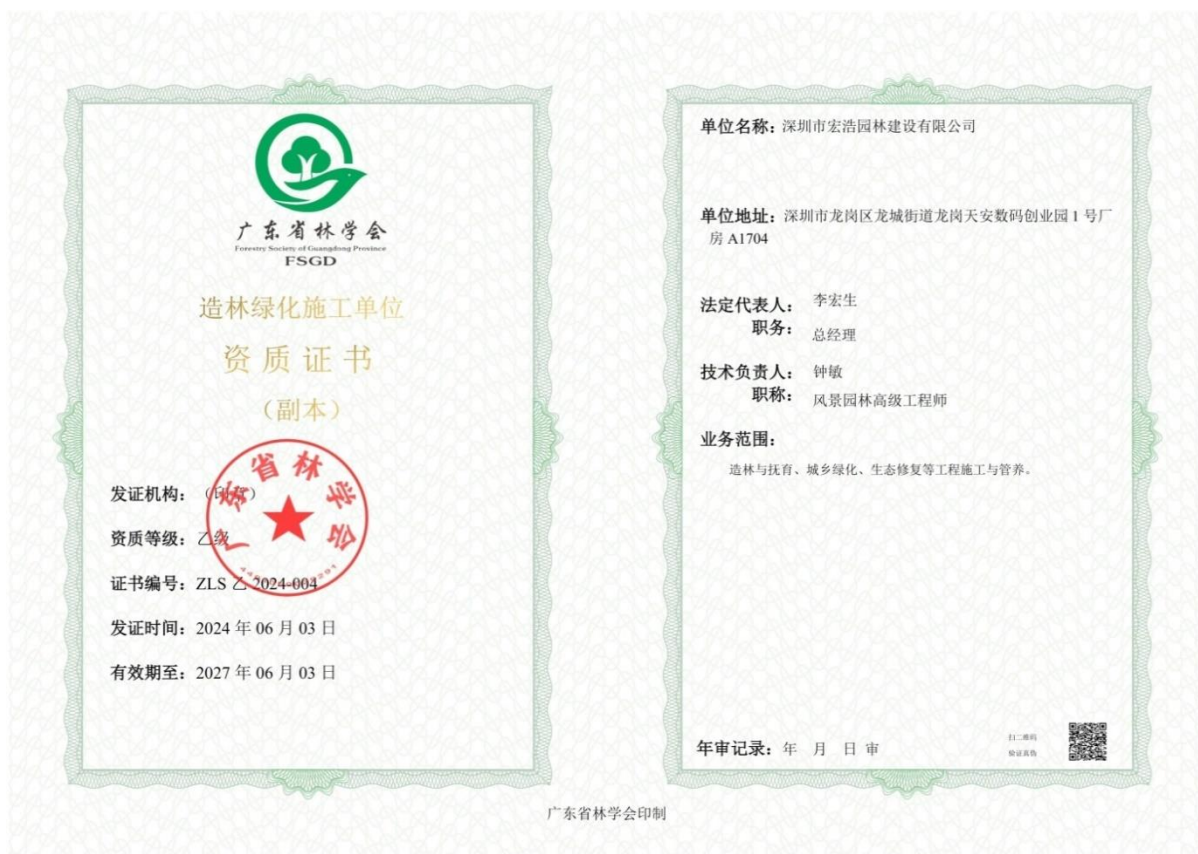 广东省林学会
Forestry Society of Guangdong Province
FSGD
造林绿化施工单位
资质证书
（副本）
广东省林学会
发证机构：（印章）
资质等级：乙级
证书编号：ZLS 乙 2024-004
发证时间：2024 年 06 月 03 日
有效期至：2027 年 06 月 03 日
单位名称：深圳市宏浩园林建设有限公司
单位地址：深圳市龙岗区龙城街道龙岗天安数码创业园 1 号厂
房 A1704
法定代表人：李宏生
职务：总经理
技术负责人：钟敏
职称：风景园林高级工程师
业务范围：
造林与抚育、城乡绿化、生态修复等工程施工与管养。
年审记录：年 月 日 审
扫二维码
验证真伪
广东省林学会印制